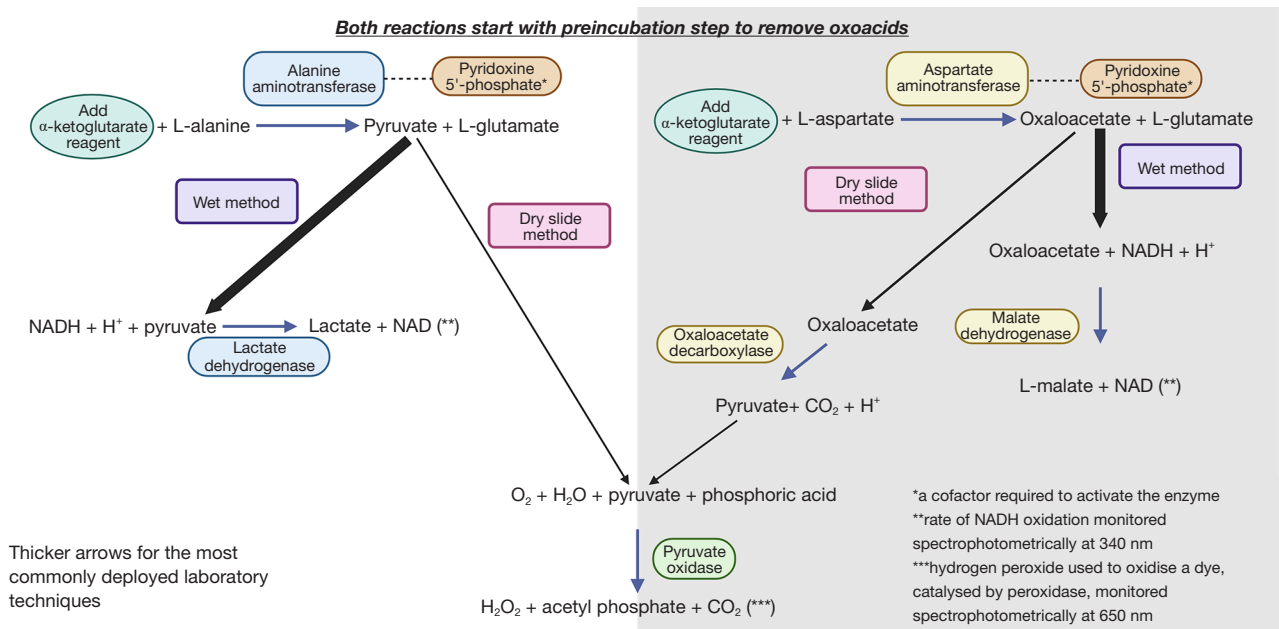 Both reactions start with preincubation step to remove oxoacids
Alanine
aminotransferase
Pyridoxine
5'-phosphate*
Add
α-ketoglutarate
reagent
+ L-alanine
Pyruvate + L-glutamate
Wet method
Dry slide
method
NADH + H⁺ + pyruvate
Lactate + NAD (**)
Lactate
dehydrogenase
Aspartate
aminotransferase
Pyridoxine
5'-phosphate*
Add
α-ketoglutarate
reagent
+ L-aspartate
Oxaloacetate + L-glutamate
Dry slide
method
Wet method
Oxaloacetate + NADH + H⁺
Oxaloacetate
Oxaloacetate
decarboxylase
Malate
dehydrogenase
L-malate + NAD (**)
Pyruvate+ CO₂ + H⁺
O₂ + H₂O + pyruvate + phosphoric acid
Pyruvate
oxidase
H₂O₂ + acetyl phosphate + CO₂ (***)
Thicker arrows for the most
commonly deployed laboratory
techniques
*a cofactor required to activate the enzyme
**rate of NADH oxidation monitored
spectrophotometrically at 340 nm
***hydrogen peroxide used to oxidise a dye,
catalysed by peroxidase, monitored
spectrophotometrically at 650 nm